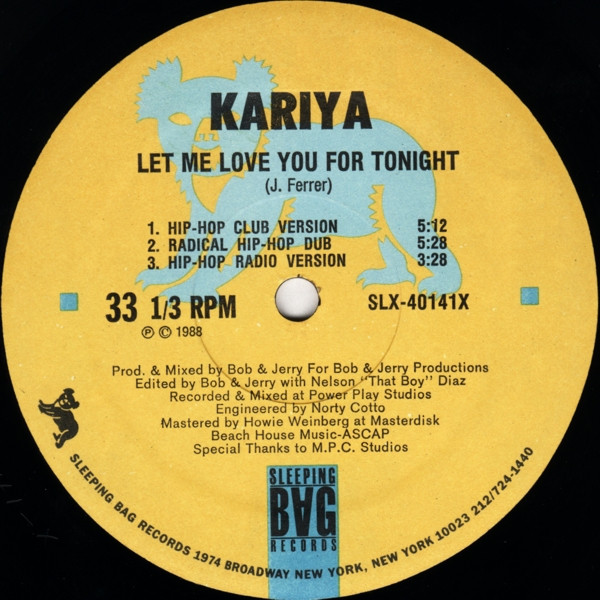 KARIYA
LET ME LOVE YOU FOR TONIGHT
(J. Ferrer)
1. HIP-HOP CLUB VERSION 5:12
2. RADICAL HIP-HOP DUB 5:28
3. HIP-HOP RADIO VERSION 3:28
33 1/3 RPM
SLX-40141X
Ⓟ © 1988
Prod. & Mixed by Bob & Jerry For Bob & Jerry Productions
Edited by Bob & Jerry with Nelson "That Boy" Diaz
Recorded & Mixed at Power Play Studios
Engineered by Norty Cotto
Mastered by Howie Weinberg at Masterdisk
Beach House Music-ASCAP
Special Thanks to M.P.C. Studios
SLEEPING
BAG
RECORDS
SLEEPING BAG RECORDS 1974 BROADWAY NEW YORK, NEW YORK 10023 212/724-1440